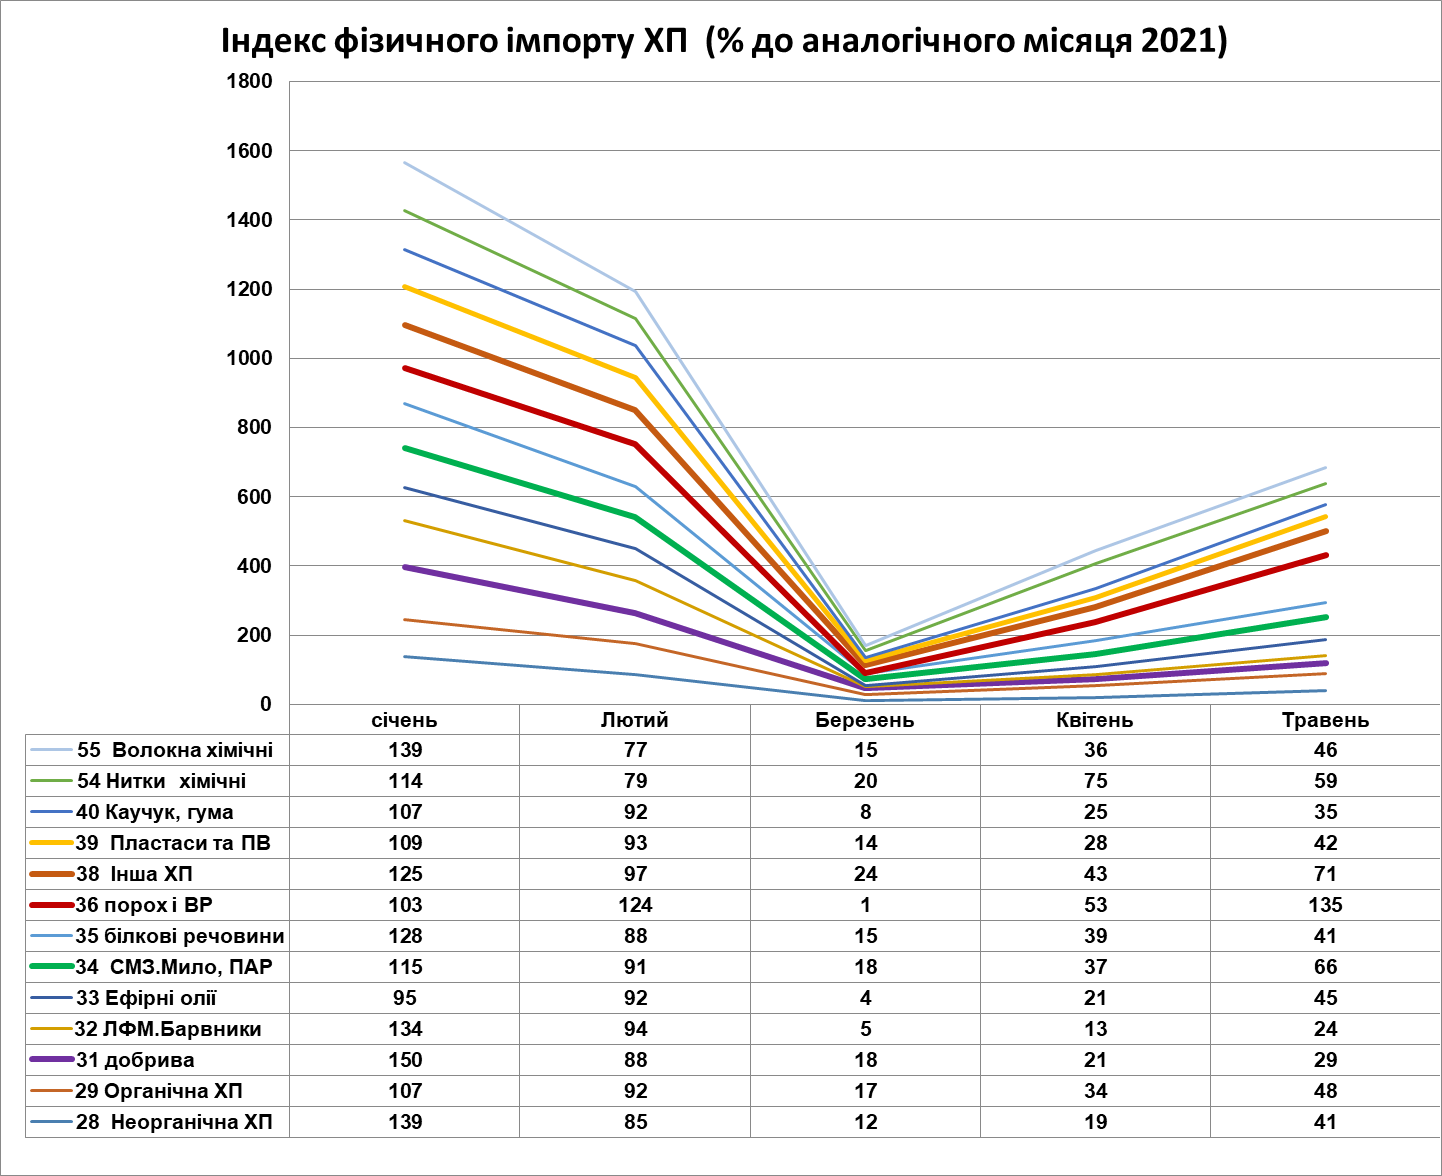 Індекс фізичного імпорту ХП (% до аналогічного місяця 2021)
1800
1600
1400
1200
1000
800
600
400
200
0
січень Лютий Березень Квітень Травень
55 Волокна хімічні 139 77 15 36 46
54 Нитки хімічні 114 79 20 75 59
40 Каучук, гума 107 92 8 25 35
39 Пластаси та ПВ 109 93 14 28 42
38 Інша ХП 125 97 24 43 71
36 порох і ВР 103 124 1 53 135
35 білкові речовини 128 88 15 39 41
34 СМЗ.Мило, ПАР 115 91 18 37 66
33 Ефірні олії 95 92 4 21 45
32 ЛФМ.Барвники 134 94 5 13 24
31 добрива 150 88 18 21 29
29 Органічна ХП 107 92 17 34 48
28 Неорганічна ХП 139 85 12 19 41